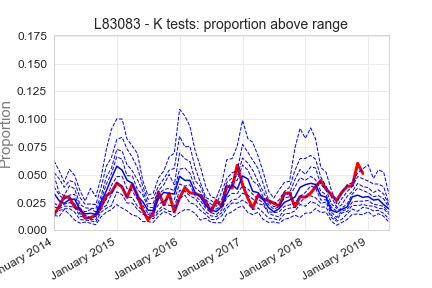 L83083 - K tests: proportion above range
0.175
0.150
0.125
0.100
0.075
0.050
0.025
0.000
Proportion
nuary 2014
January 2015
January 2016
January 2017
January 2018
January 2019